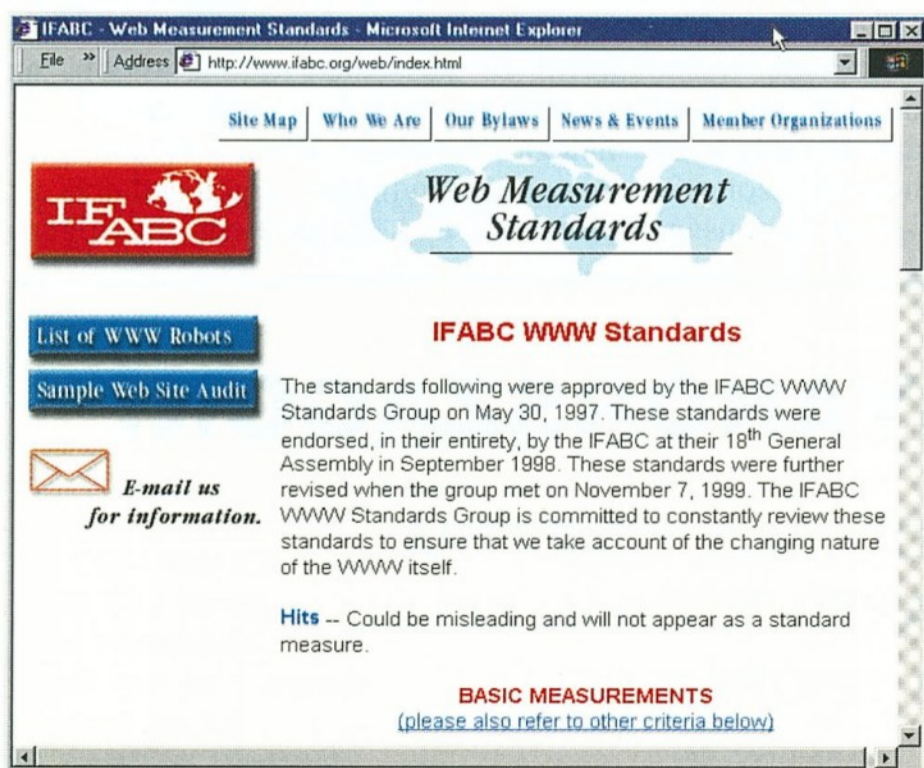 IFABC - Web Measurement Standards - Microsoft Internet Explorer
File » Address http://www.ifabc.org/web/index.html
Site Map Who We Are Our Bylaws News & Events Member Organizations
IF
ABC
Web Measurement
Standards
List of WWW Robots
Sample Web Site Audit
E-mail us
for information.
IFABC WWW Standards
The standards following were approved by the IFABC WWW
Standards Group on May 30, 1997. These standards were
endorsed, in their entirety, by the IFABC at their 18th General
Assembly in September 1998. These standards were further
revised when the group met on November 7, 1999. The IFABC
WWW Standards Group is committed to constantly review these
standards to ensure that we take account of the changing nature
of the WWW itself.
Hits -- Could be misleading and will not appear as a standard
measure.
BASIC MEASUREMENTS
(please also refer to other criteria below)